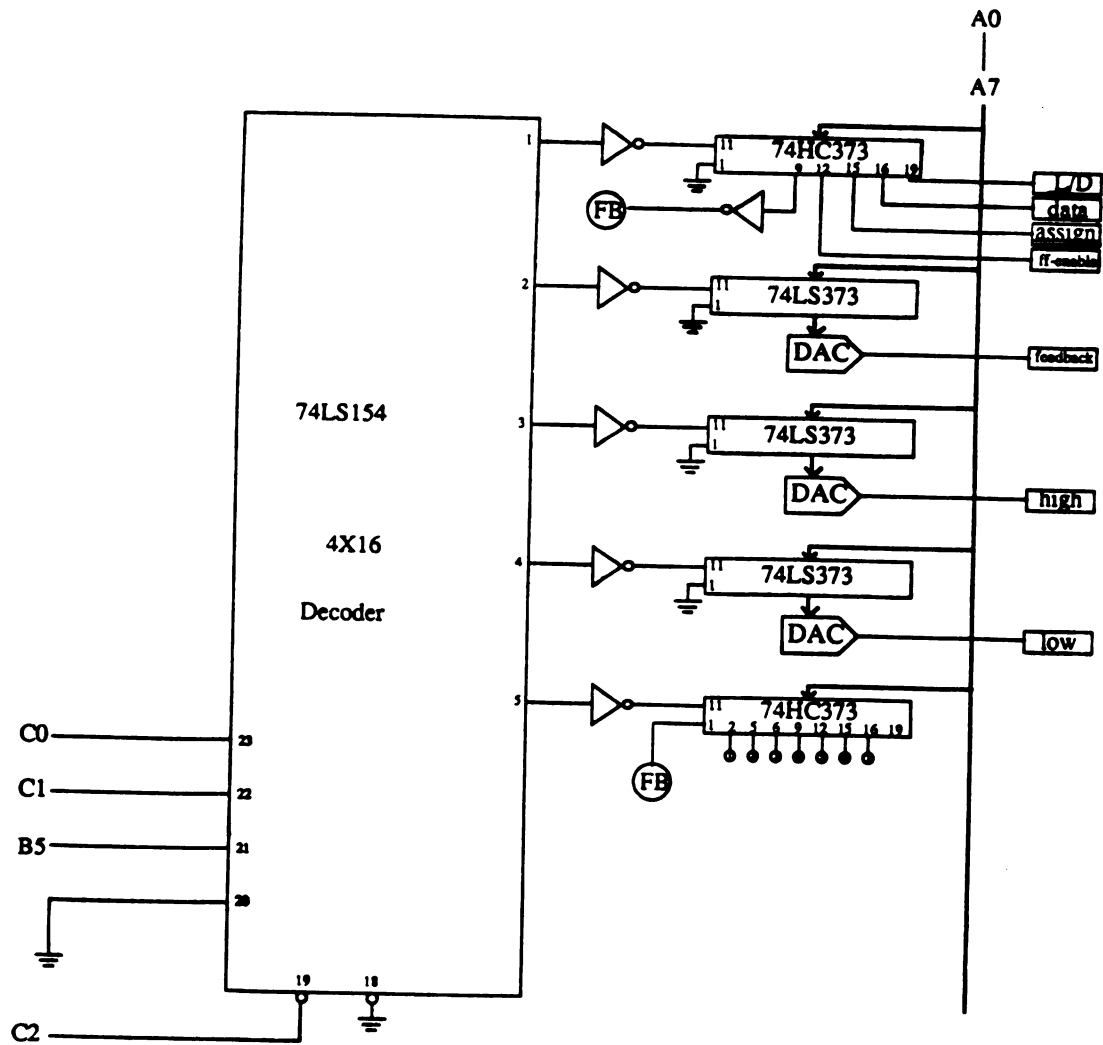 A0
A7
1
11
1
74HC373
9 12 15 16 19
L/D
data
assign
ff-enable
FB
2
11
1
74LS373
DAC
feedback
74LS154
3
11
1
74LS373
DAC
high
4X16
Decoder
4
11
1
74LS373
DAC
low
5
11
1
74HC373
2 5 6 9 12 15 16 19
FB
C0
23
C1
22
B5
21
20
19
18
C2